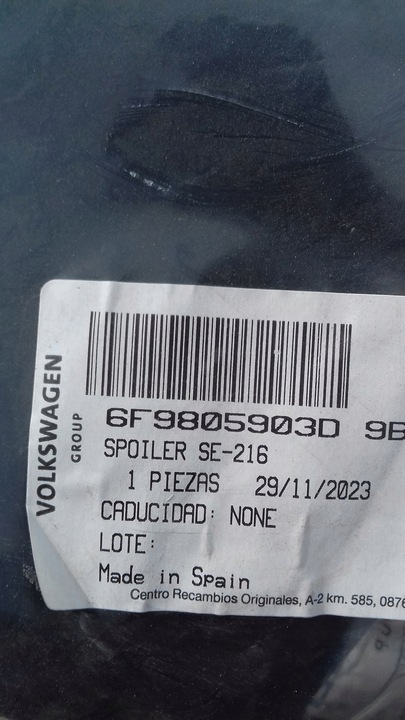 VOLKSWAGEN
GROUP
6F9805903D 9B
SPOILER SE-216
1 PIEZAS 29/11/2023
CADUCIDAD: NONE
LOTE:
Made in Spain
Centro Recambios Originales, A-2 km. 585, 0876